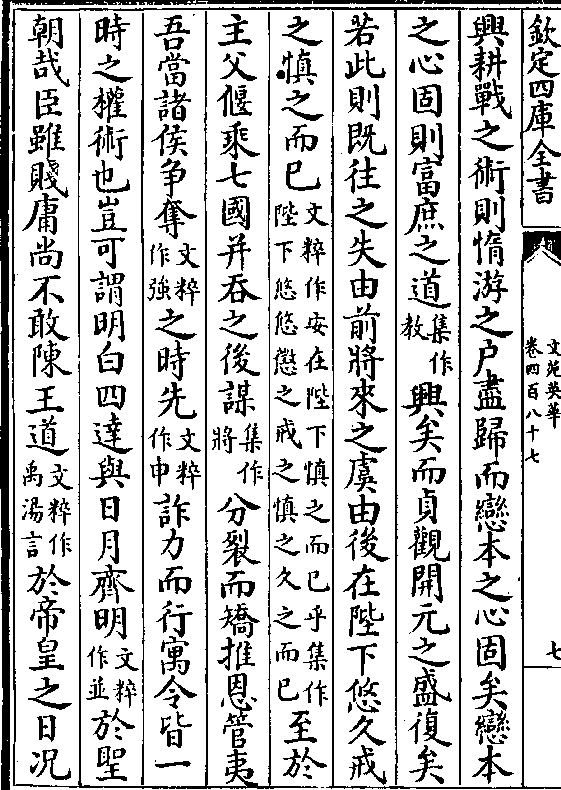 欽定四庫全書
文苑英華
卷四百八十七
七
興耕戰之術則惰游之戶盡歸而戀本之心固矣戀本
之心固則富庶之道集作教興矣而貞觀開元之盛復矣
若此則既往之失由前將來之虞由後在陛下悠久戒
之慎之而已文粹作安在陛下慎之而已乎集作陛下悠悠懲之戒之慎之久之而已至於
主父偃乘七國并吞之後謀集作將分裂而矯推恩管夷
吾當諸侯爭奪文粹作強之時先文粹作申詐力而行寓令皆一
時之權術也豈可謂明白四達與日月齊明文粹作並於聖
朝哉臣雖賤庸尚不敢陳王道文粹作禹湯言於帝皇之日況